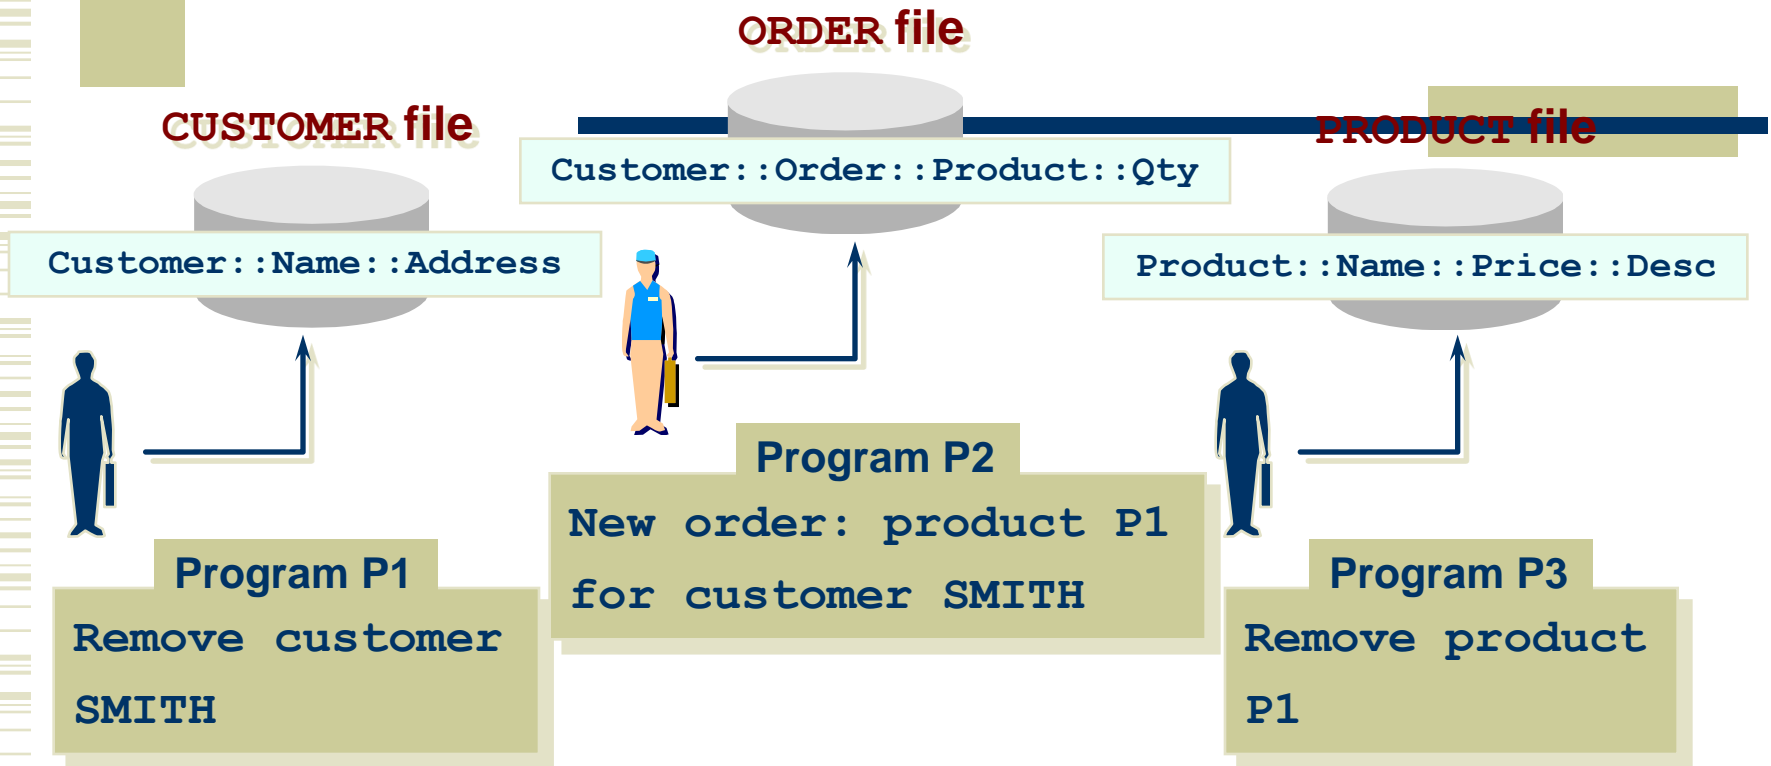 ORDER file
CUSTOMER file
PRODUCT file
Customer::Order::Product::Qty
Customer::Name::Address
Product::Name::Price::Desc
Program P2
New order: product P1
for customer SMITH
Program P1
Remove customer
SMITH
Program P3
Remove product
P1